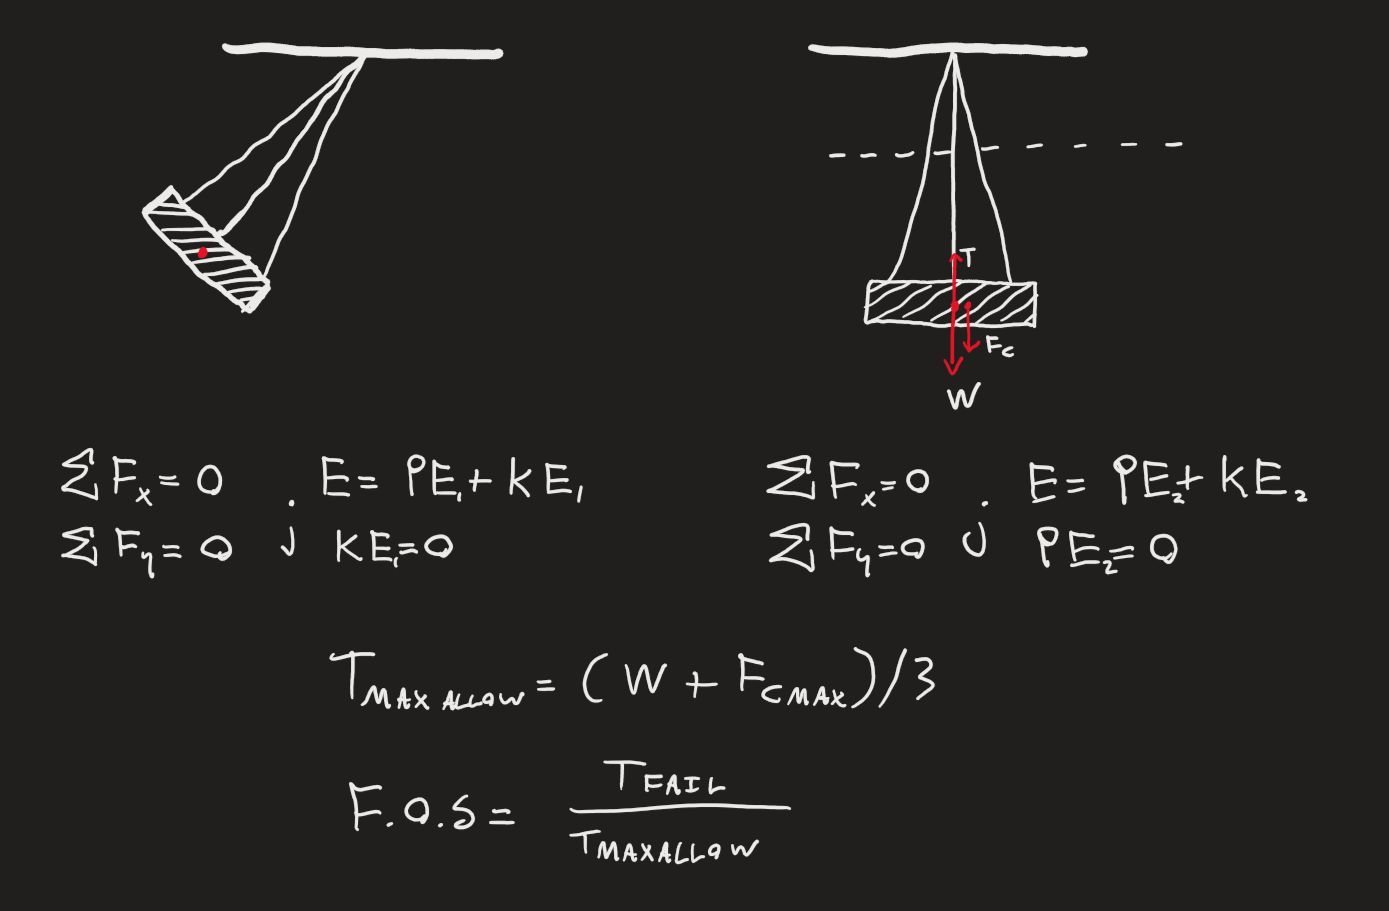 T
Fc
W
ΣFx = 0 . E = PE₁ + KE₁
ΣFy = 0 J KE₁ = 0
ΣFx = 0 . E = PE₂ + KE₂
ΣFy = 0 J PE₂ = 0
TMAX ALLOW = (W + FCMAX)/3
F.O.S = TFAIL
TMAXALLOW